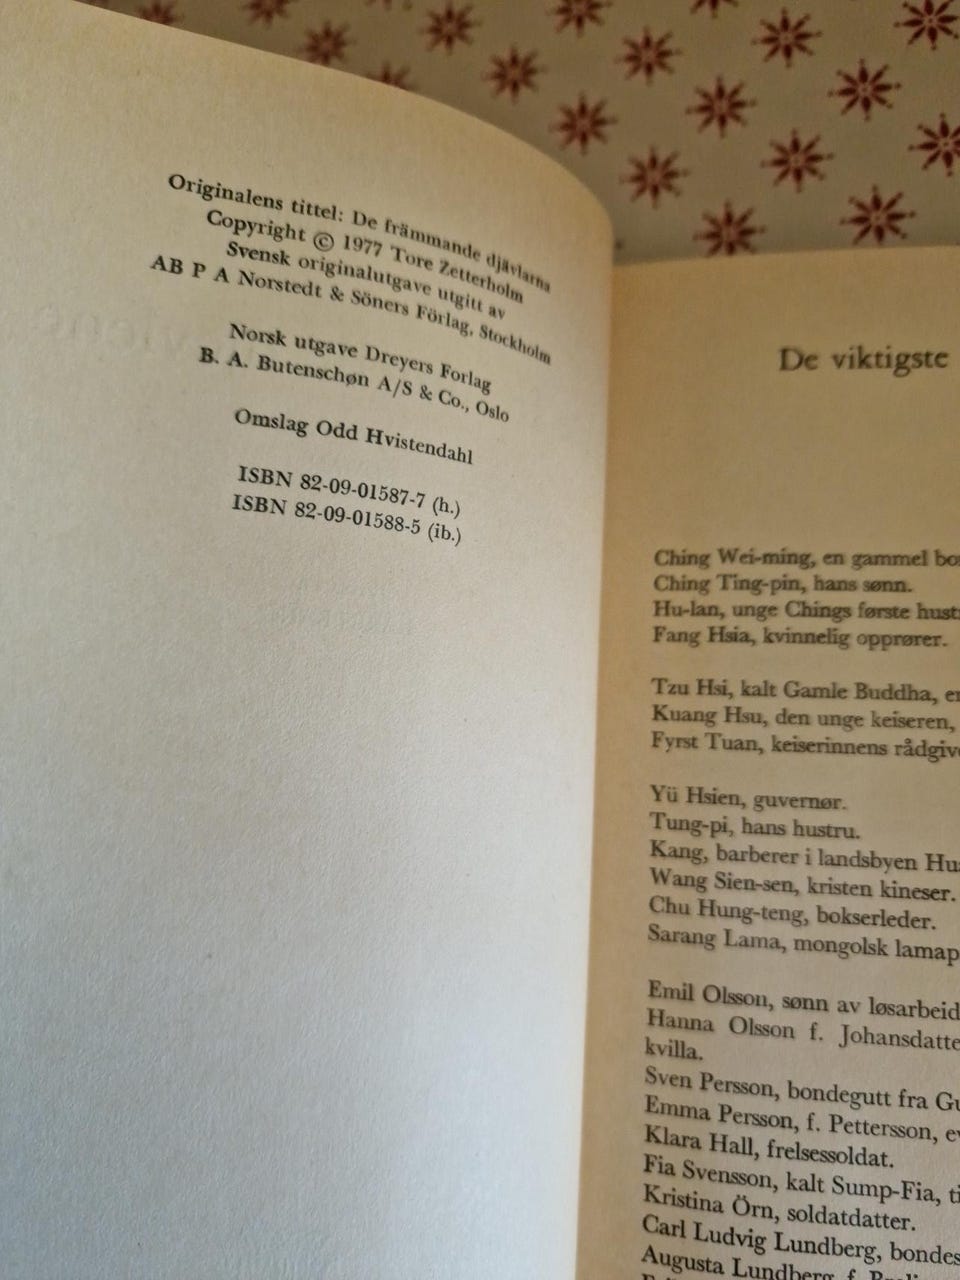 Originalens tittel: De främmande djävlarna
Copyright © 1977 Tore Zetterholm
Svensk originalutgave utgitt av
AB P A Norstedt & Söners Förlag, Stockholm
Norsk utgave Dreyers Forlag
B. A. Butenschøn A/S & Co., Oslo
Omslag Odd Hvistendahl
ISBN 82-09-01587-7 (h.)
ISBN 82-09-01588-5 (ib.)
De viktigste
Ching Wei-ming, en gammel
Ching Ting-pin, hans sønn.
Hu-lan, unge Chings første
Fang Hsia, kvinnelig opprører.
Tzu Hsi, kalt Gamle Buddha,
Kuang Hsu, den unge keiseren,
Fyrst Tuan, keiserinnens
Yü Hsien, guvernør.
Tung-pi, hans hustru.
Kang, barberer i landsbyen
Wang Sien-sen, kristen kineser.
Chu Hung-teng, bokserleder.
Sarang Lama, mongolsk
Emil Olsson, sønn av
Hanna Olsson f.
kvilla.
Sven Persson, bondegutt fra
Emma Persson, f. Pettersson,
Klara Hall, frelsessoldat.
Fia Svensson, kalt Sump-Fia,
Kristina Örn, soldatdatter.
Carl Ludvig Lundberg,
Augusta Lundberg, f.